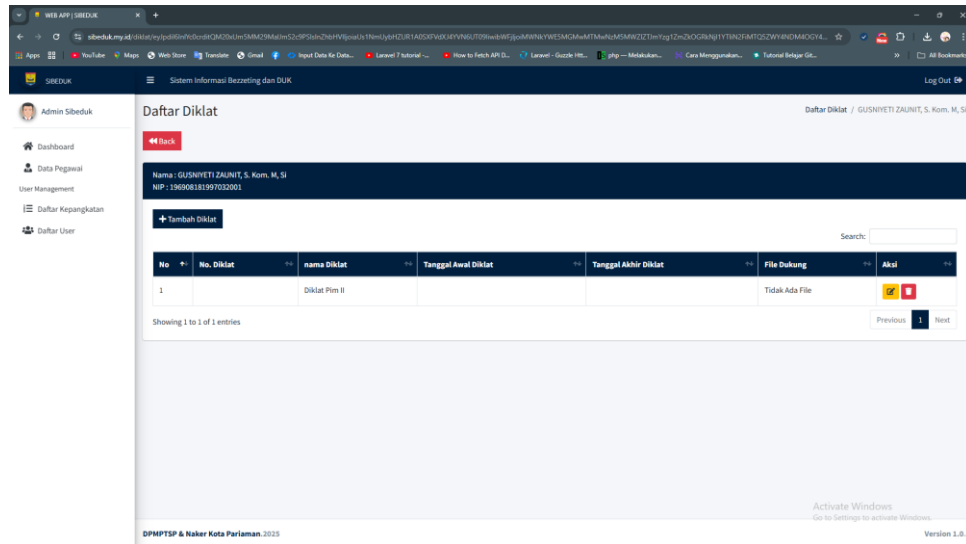 WEB APP | SIBEDUK
Apps YouTube Maps Web Store Translate Gmail Input Data Ke Data... Laravel 7 tutorial -... How to Fetch API D... Laravel - Guzzle Htt... php — Melakukan... Cara Menggunakan... Tutorial Belajar Git... All Bookmarks
SIBEDUK Sistem Informasi Bezzeting dan DUK Log Out
Admin Sibeduk
Daftar Diklat Daftar Diklat / GUSNIYETI ZAUNIT, S. Kom. M, Si
Back
Dashboard
Data Pegawai
User Management
Daftar Kepangkatan
Daftar User
Nama : GUSNIYETI ZAUNIT, S. Kom. M, Si
NIP : 196908181997032001
Tambah Diklat
Search:
No No. Diklat nama Diklat Tanggal Awal Diklat Tanggal Akhir Diklat File Dukung Aksi
1 Diklat Pim II Tidak Ada File
Showing 1 to 1 of 1 entries Previous 1 Next
Activate Windows
Go to Settings to activate Windows.
DPMPTSP & Naker Kota Pariaman.2025 Version 1.0.